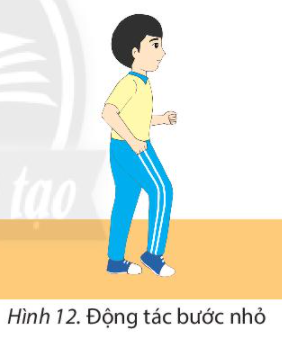 tạo
Hình 12. Động tác bước nhỏ